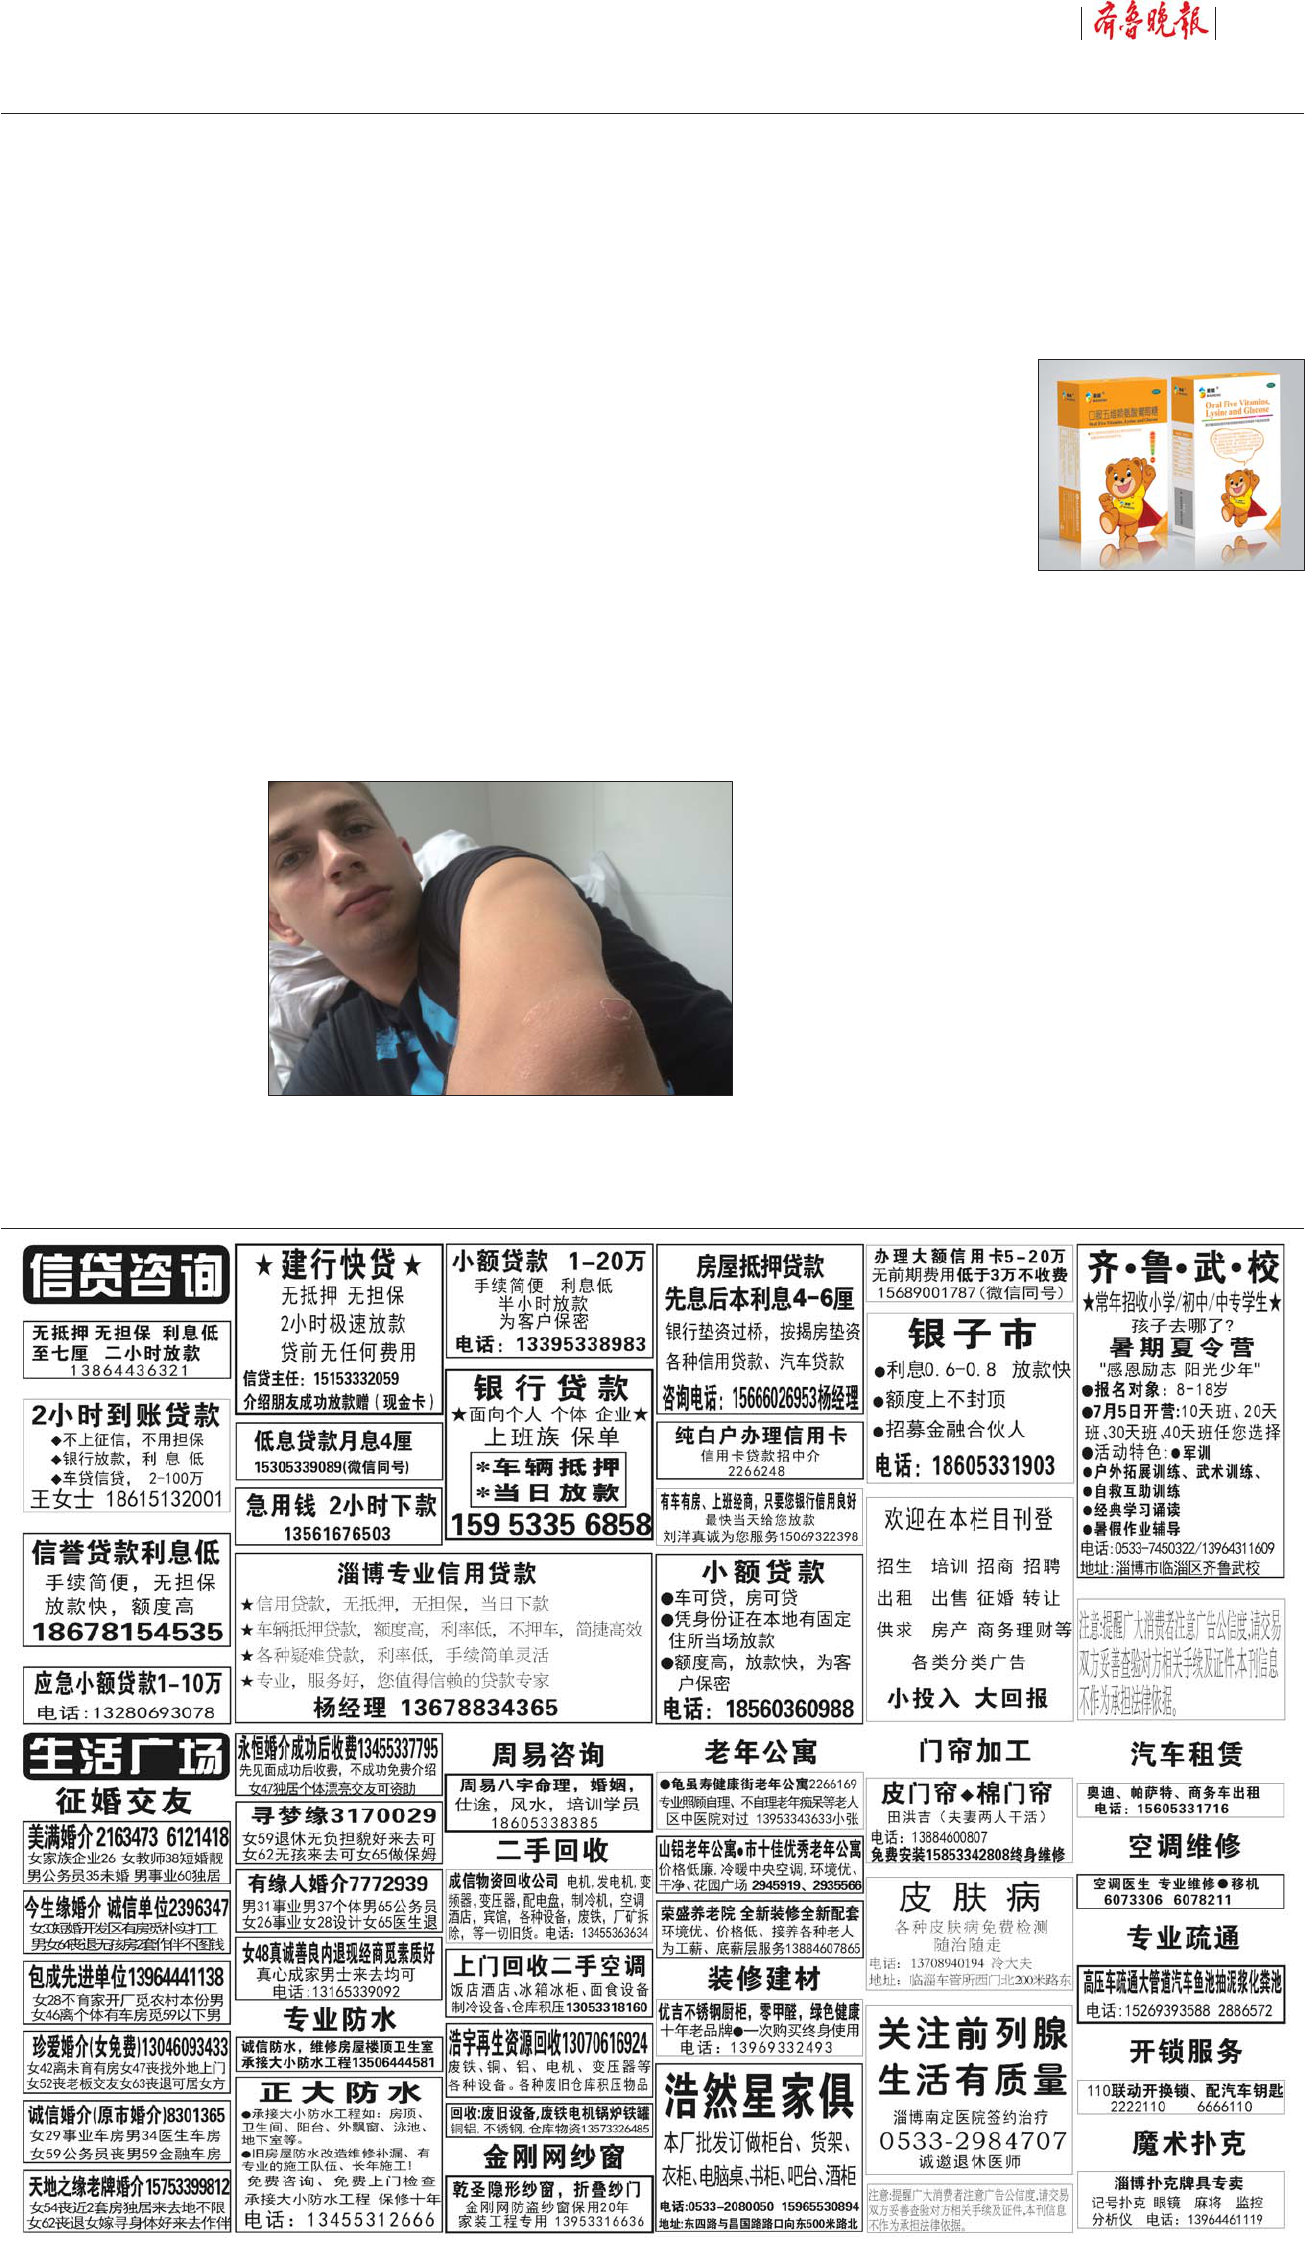 齐鲁晚报
口服五维赖氨酸葡萄糖
Oral Five Vitamins, Lysine and Glucose
Oral Five Vitamins,
Lysine and Glucose
信贷咨询
无抵押 无担保 利息低
至七厘 二小时放款
13864436321
2小时到账贷款
◆不上征信，不用担保
◆银行放款，利 息 低
◆车贷信贷， 2-100万
王女士 18615132001
信誉贷款利息低
手续简便，无担保
放款快，额度高
18678154535
应急小额贷款1-10万
电话:13280693078
★建行快贷★
无抵押 无担保
2小时极速放款
贷前无任何费用
信贷主任：15153332059
介绍朋友成功放款赠（现金卡）
低息贷款月息4厘
15305339089(微信同号)
急用钱 2小时下款
13561676503
小额贷款 1-20万
手续简便 利息低
半小时放款
为客户保密
电话：13395338983
银行贷款
★面向个人 个体 企业★
上班族 保单
*车辆抵押
*当日放款
159 5335 6858
淄博专业信用贷款
★信用贷款，无抵押，无担保，当日下款
★车辆抵押贷款，额度高，利率低，不押车，简捷高效
★各种疑难贷款，利率低，手续简单灵活
★专业，服务好，您值得信赖的贷款专家
杨经理 13678834365
房屋抵押贷款
先息后本利息4-6厘
银行垫资过桥，按揭房垫资
各种信用贷款、汽车贷款
咨询电话：15666026953杨经理
纯白户办理信用卡
信用卡贷款招中介
2266248
有车有房、上班经商，只要您银行信用良好
最快当天给您放款
刘洋真诚为您服务15069322398
小额贷款
●车可贷，房可贷
●凭身份证在本地有固定
住所当场放款
●额度高，放款快，为客
户保密
电话：18560360988
办理大额信用卡5-20万
无前期费用低于3万不收费
15689001787(微信同号)
银子市
●利息0.6-0.8 放款快
●额度上不封顶
●招募金融合伙人
电话：18605331903
欢迎在本栏目刊登
招生 培训 招商 招聘
出租 出售 征婚 转让
供求 房产 商务理财等
各类分类广告
小投入 大回报
齐·鲁·武·校
★常年招收小学/初中/中专学生★
孩子去哪了?
暑期夏令营
"感恩励志 阳光少年"
●报名对象：8-18岁
●7月5日开营:10天班、20天
班、30天班、40天班任您选择
●活动特色:●军训
●户外拓展训练、武术训练、
●自救互助训练
●经典学习诵读
●暑假作业辅导
电话:0533-7450322/13964311609
地址:淄博市临淄区齐鲁武校
注意:提醒广大消费者注意广告公信度,请交易
双方妥善查验对方相关手续及证件,本刊信息
不作为承担法律依据。
生活广场
征婚交友
美满婚介 2163473 6121418
女家族企业26 女教师38短婚靓
男公务员35未婚 男事业60独居
今生缘婚介 诚信单位2396347
女30短婚开发区有房觅朴实打工
男女64丧退无孩房2套作伴不图钱
包成先进单位13964441138
女28不育家开厂觅农村本份男
女46离个体有车房觅59以下男
珍爱婚介(女免费)13046093433
女42离未育有房女47丧找外地上门
女52丧老板交友女63丧退可居女方
诚信婚介(原市婚介)8301365
女29事业车房男34医生车房
女59公务员丧男59金融车房
天地之缘老牌婚介15753399812
女54丧近2套房独居来去地不限
女62丧退女嫁寻身体好来去作伴
永恒婚介成功后收费13455337795
先见面成功后收费，不成功免费介绍
女47独居个体漂亮交友可资助
寻梦缘3170029
女59退休无负担貌好来去可
女62无孩来去可女65做保姆
有缘人婚介7772939
男31事业男37个体男65公务员
女26事业女28设计女65医生退
女48真诚善良内退现经商觅素质好
真心成家男士来去均可
电话:13165339092
专业防水
诚信防水，维修房屋楼顶卫生室
承接大小防水工程13506444581
正大防水
●承接大小防水工程如：房顶、
卫生间、阳台、外飘窗、泳池、
地下室等。
●旧房屋防水改造维修补漏、有
专业的施工队伍、长年施工!
免费咨询、免费上门检查
承接大小防水工程 保修十年
电话：13455312666
周易咨询
周易八字命理，婚姻，
仕途，风水，培训学员
18605338385
二手回收
成信物资回收公司 电机,发电机,变
频器,变压器,配电盘，制冷机，空调
酒店，宾馆，各种设备，废铁，厂矿拆
除，等一切旧货。电话：13455363634
上门回收二手空调
饭店酒店、冰箱冰柜、面食设备
制冷设备、仓库积压13053318160
浩宇再生资源回收13070616924
废铁、铜、铝、电机、变压器等
各种设备。各种废旧仓库积压物品
回收:废旧设备,废铁电机锅炉铁罐
铜铝.不锈钢.仓库物资13573326485
金刚网纱窗
乾圣隐形纱窗，折叠纱门
金刚网防盗纱窗保用20年
家装工程专用 13953316636
老年公寓
●龟虽寿健康街老年公寓2266169
专业照顾自理、不自理老年痴呆等老人
区中医院对过 13953343633小张
山铝老年公寓●市十佳优秀老年公寓
价格低廉、冷暖中央空调、环境优、
干净、花园广场 2945919、2935566
荣盛养老院 全新装修全新配套
环境优、价格低、接养各种老人
为工薪、底薪层服务13884607865
装修建材
优吉不锈钢厨柜，零甲醛，绿色健康
十年老品牌●一次购买终身使用
电话：13969332493
浩然星家俱
本厂批发订做柜台、货架、
衣柜、电脑桌、书柜、吧台、酒柜
电话:0533-2080050 15965530894
地址:东四路与昌国路路口向东500米路北
门帘加工
皮门帘◆棉门帘
田洪吉（夫妻两人干活）
电话：13884600807
免费安装15853342808终身维修
皮肤病
各种皮肤病免费检测
随治随走
电话：13708940194 冷大夫
地址：临淄车管所西门北200米路东
关注前列腺
生活有质量
淄博南定医院签约治疗
0533-2984707
诚邀退休医师
注意:提醒广大消费者注意广告公信度,请交易
双方妥善查验对方相关手续及证件,本刊信息
不作为承担法律依据。
汽车租赁
奥迪、帕萨特、商务车出租
电话：15605331716
空调维修
空调医生 专业维修●移机
6073306 6078211
专业疏通
高压车疏通大管道汽车鱼池抽泥浆化粪池
电话:15269393588 2886572
开锁服务
110联动开换锁、配汽车钥匙
2222110 6666110
魔术扑克
淄博扑克牌具专卖
记号扑克 眼镜 麻将 监控
分析仪 电话：13964461119